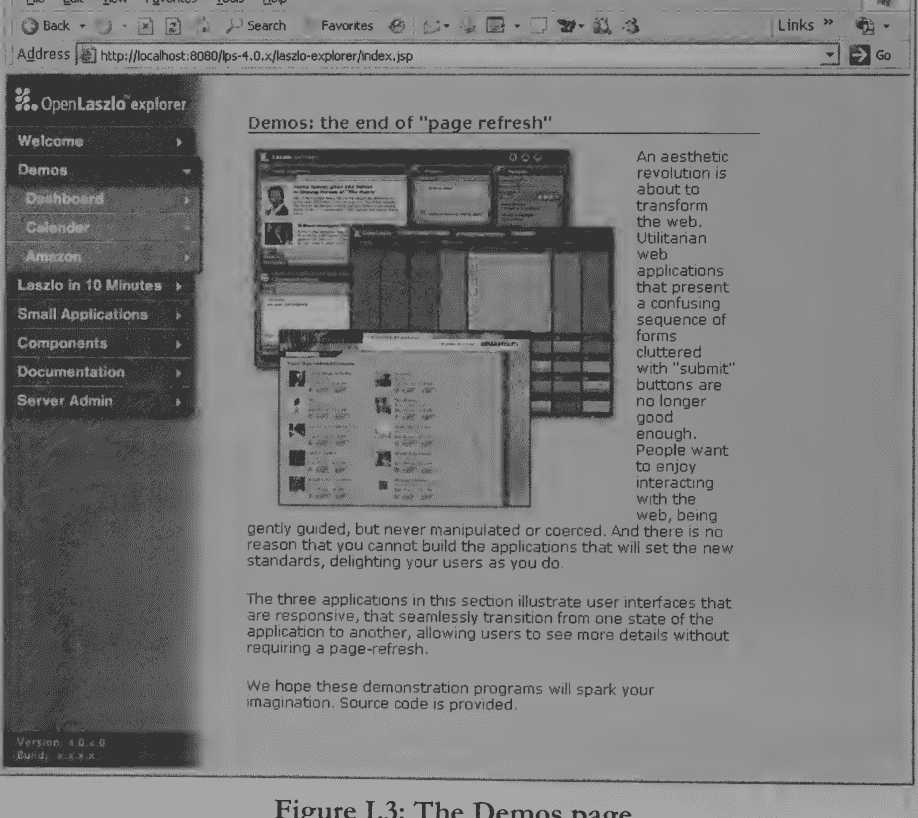 File Edit View Favorites Tools Help
Back Search Favorites Links »
Address http://localhost:8080/lps-4.0.x/laszlo-explorer/index.jsp Go
OpenLaszlo™ explorer
Welcome
Demos
Dashboard
Calender
Amazon
Laszlo in 10 Minutes
Small Applications
Components
Documentation
Server Admin
Version: 4.0.x.0
Build: x.x.x.x
Demos: the end of "page refresh"
An aesthetic
revolution is
about to
transform
the web.
Utilitarian
web
applications
that present
a confusing
sequence of
forms
cluttered
with "submit"
buttons are
no longer
good
enough.
People want
to enjoy
interacting
with the
web, being
gently guided, but never manipulated or coerced. And there is no
reason that you cannot build the applications that will set the new
standards, delighting your users as you do.
The three applications in this section illustrate user interfaces that
are responsive, that seamlessly transition from one state of the
application to another, allowing users to see more details without
requiring a page-refresh.
We hope these demonstration programs will spark your
imagination. Source code is provided.
Figure I.3: The Demos page